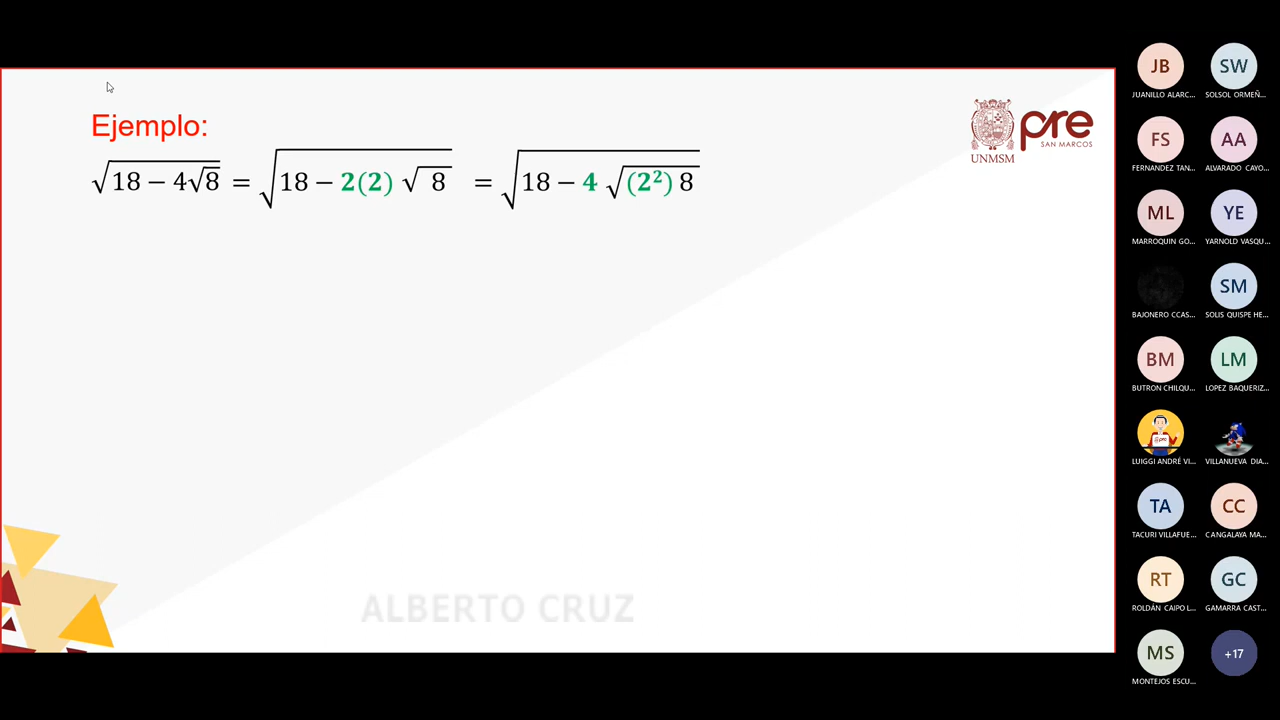 Ejemplo:
√(18 − 4√8) = √(18 − 2(2) √ 8) = √(18 − 4 √((2²) 8))
UNMSM
pre
SAN MARCOS
ALBERTO CRUZ
JB
SW
JUANILLO ALARC...
SOLSOL ORMEÑ...
FS
AA
FERNANDEZ TAN...
ALVARADO CAYO...
ML
YE
MARROQUIN GO...
YARNOLD VASQU...
SM
BAJONERO CCAS...
SOLIS QUISPE HE...
BM
LM
BUTRON CHILQU...
LOPEZ BAQUERIZ...
LUIGGI ANDRÉ VI...
VILLANUEVA DIA...
TA
CC
TACURI VILLAFUE...
CANGALAYA MA...
RT
GC
ROLDÁN CAIPO L...
GAMARRA CAST...
MS
+17
MONTEJOS ESCU...